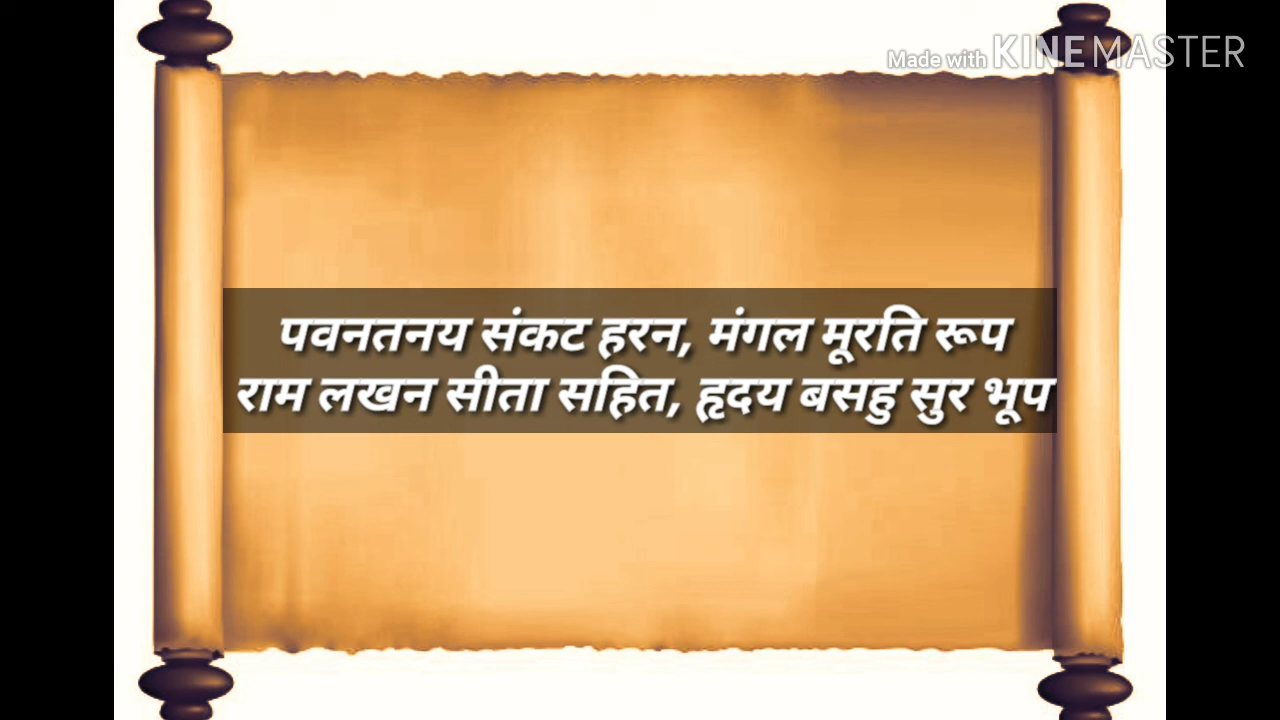 Made with KINEMASTER
पवनतनय संकट हरन, मंगल मूरति रूप
राम लखन सीता सहित, हृदय बसहु सुर भूप